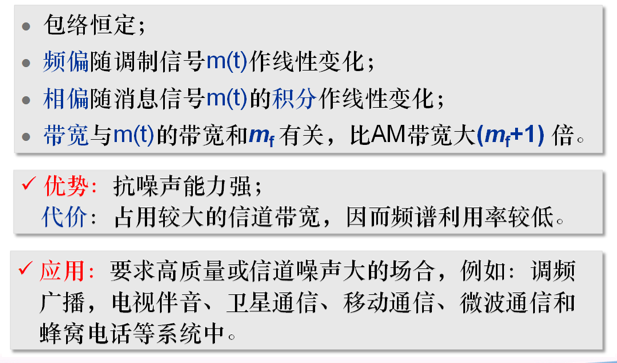 • 包络恒定；
• 频偏随调制信号m(t)作线性变化；
• 相偏随消息信号m(t)的积分作线性变化；
• 带宽与m(t)的带宽和mf 有关，比AM带宽大(mf+1) 倍。
✓ 优势：抗噪声能力强；
代价：占用较大的信道带宽，因而频谱利用率较低。
✓ 应用：要求高质量或信道噪声大的场合，例如：调频
广播，电视伴音、卫星通信、移动通信、微波通信和
蜂窝电话等系统中。